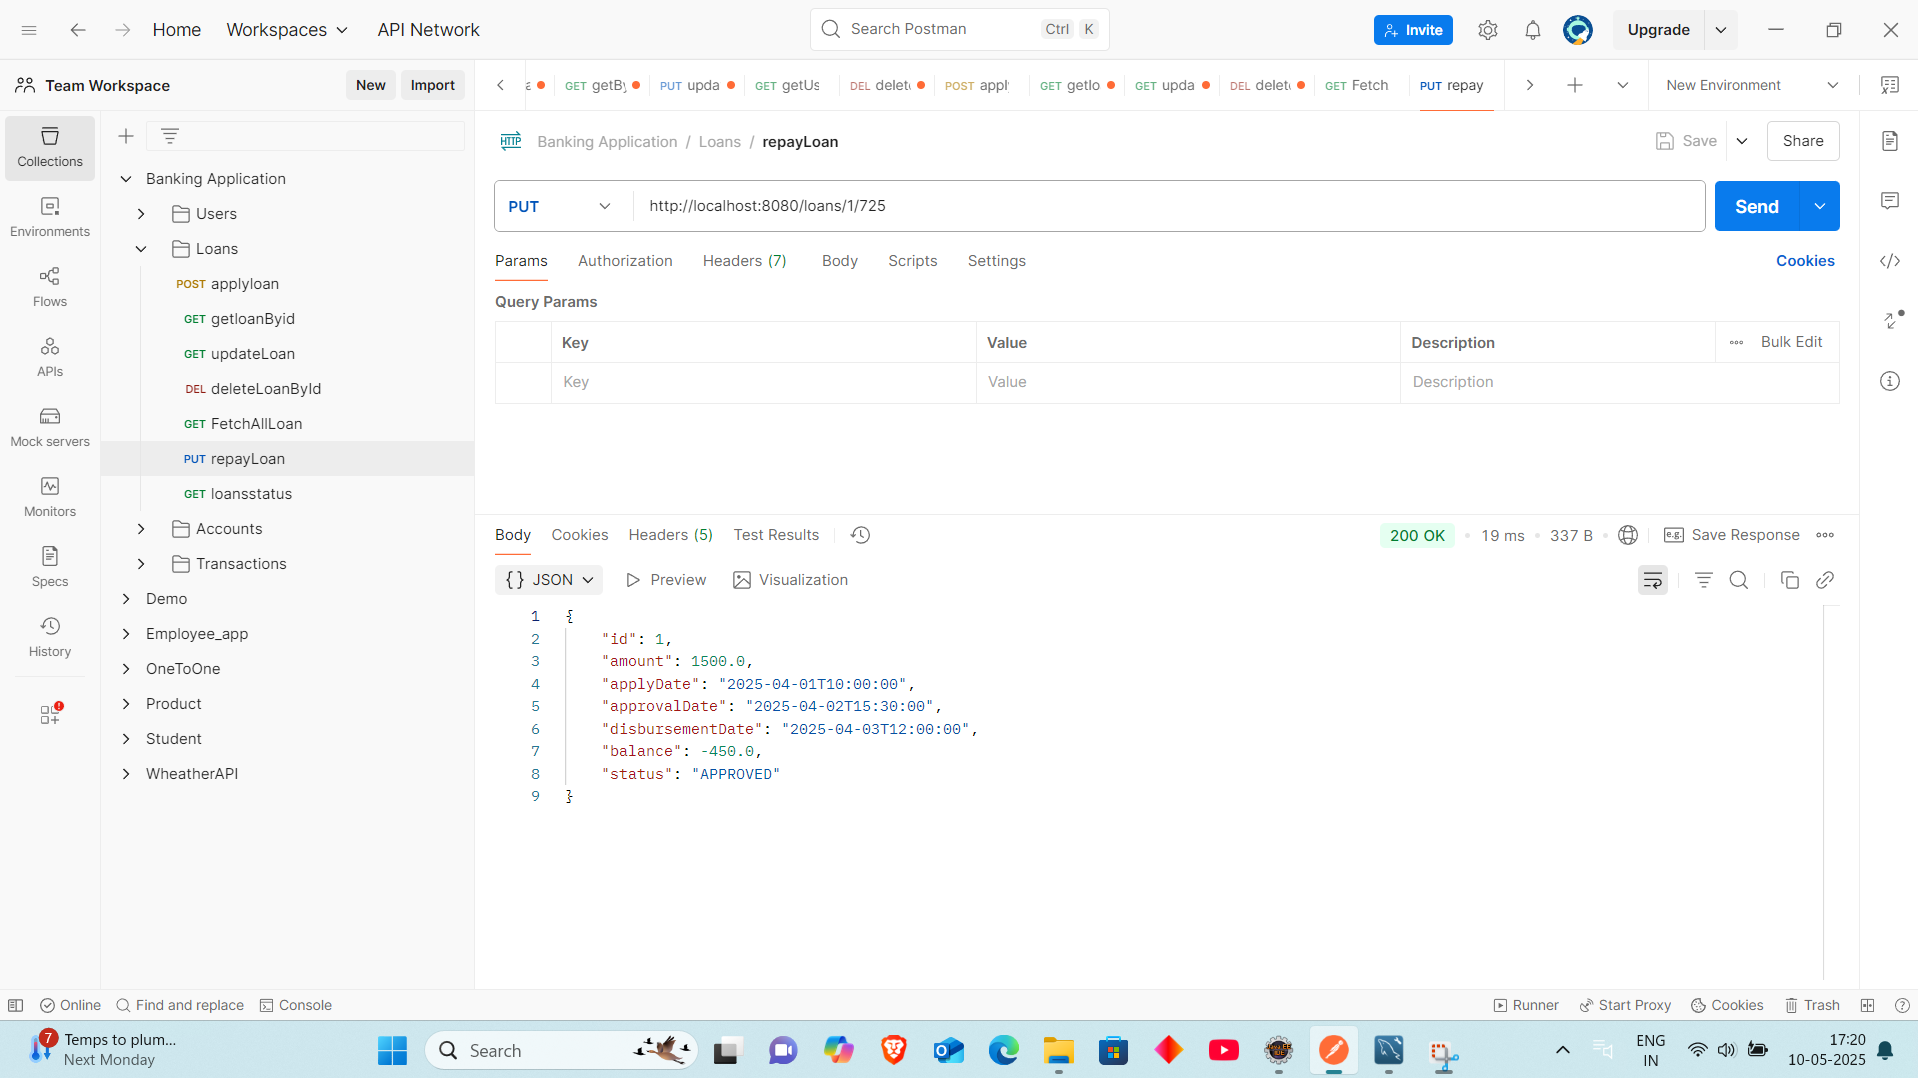 Home
Workspaces
API Network
Search Postman
Ctrl K
Invite
Upgrade
Team Workspace
New
Import
GET getBy
PUT upda
GET getUs
DEL delet
POST appl
GET getlo
GET upda
DEL delet
GET Fetch
PUT repay
New Environment
Collections
Environments
Flows
APIs
Mock servers
Monitors
Specs
History
Banking Application
Users
Loans
POST applyloan
GET getloanByid
GET updateLoan
DEL deleteLoanById
GET FetchAllLoan
PUT repayLoan
GET loansstatus
Accounts
Transactions
Demo
Employee_app
OneToOne
Product
Student
WheatherAPI
HTTP Banking Application / Loans / repayLoan
Save
Share
PUT
http://localhost:8080/loans/1/725
Send
Params Authorization Headers (7) Body Scripts Settings
Cookies
Query Params
Key Value Description Bulk Edit
Key Value Description
Body Cookies Headers (5) Test Results
200 OK • 19 ms • 337 B • e.g. Save Response
{} JSON Preview Visualization
1 {
2 "id": 1,
3 "amount": 1500.0,
4 "applyDate": "2025-04-01T10:00:00",
5 "approvalDate": "2025-04-02T15:30:00",
6 "disbursementDate": "2025-04-03T12:00:00",
7 "balance": -450.0,
8 "status": "APPROVED"
9 }
Online Find and replace Console
Runner Start Proxy Cookies Trash
7
Temps to plum...
Next Monday
Search
ENG
IN
17:20
10-05-2025